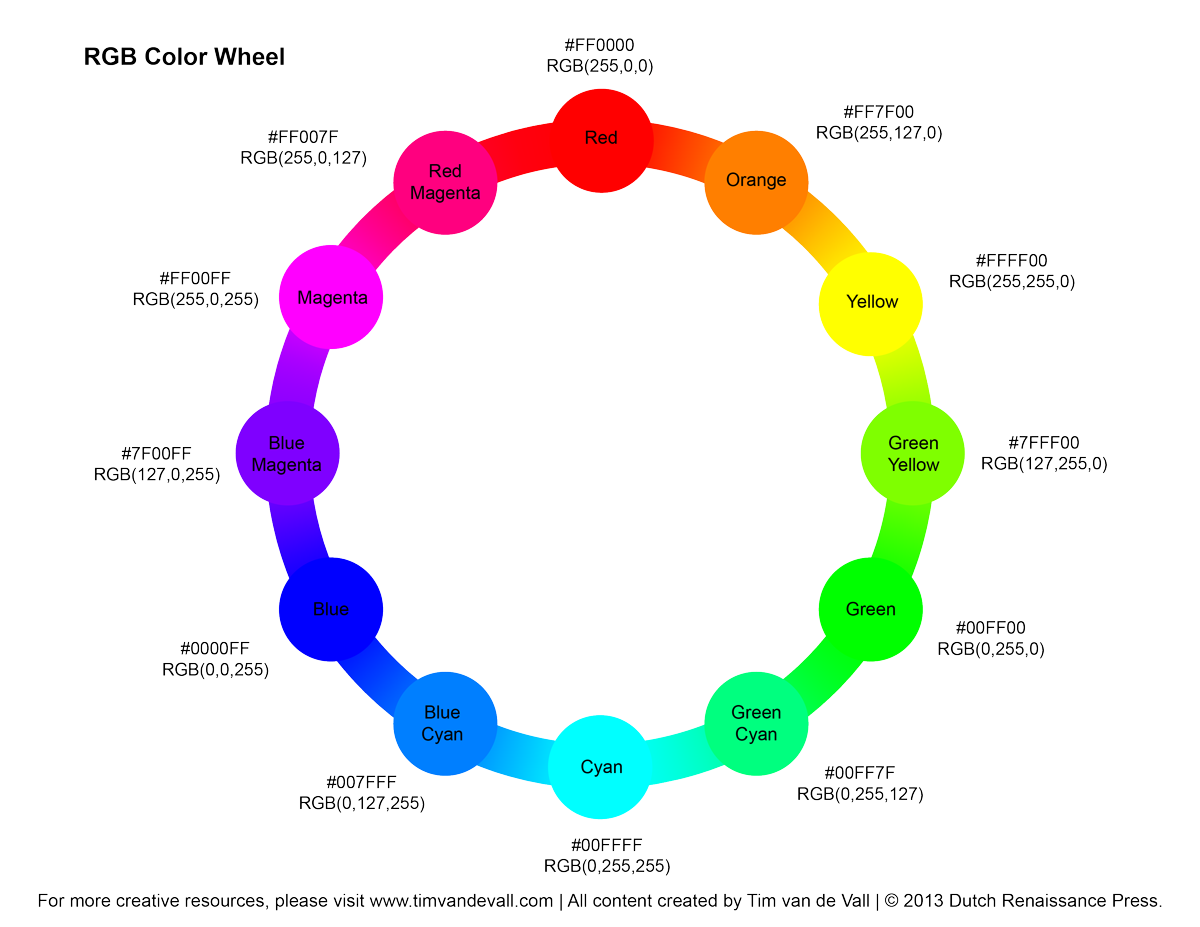 RGB Color Wheel
#FF0000
RGB(255,0,0)
Red
#FF7F00
RGB(255,127,0)
Orange
#FFFF00
RGB(255,255,0)
Yellow
#7FFF00
RGB(127,255,0)
Green
Yellow
#00FF00
RGB(0,255,0)
Green
#00FF7F
RGB(0,255,127)
Green
Cyan
#00FFFF
RGB(0,255,255)
Cyan
#007FFF
RGB(0,127,255)
Blue
Cyan
#0000FF
RGB(0,0,255)
Blue
#7F00FF
RGB(127,0,255)
Blue
Magenta
#FF00FF
RGB(255,0,255)
Magenta
#FF007F
RGB(255,0,127)
Red
Magenta
For more creative resources, please visit www.timvandevall.com | All content created by Tim van de Vall | © 2013 Dutch Renaissance Press.